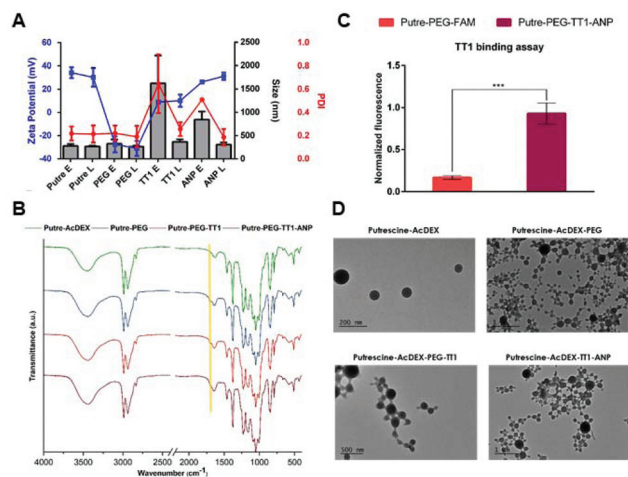 A
Zeta Potential (mV)
60
40
20
0
-20
-40
-60
2500
2000
1500
1000
500
0
Size (nm)
1.0
0.8
0.6
0.4
0.2
0.0
PDI
Putre E
Putre L
PEG E
PEG L
TT1 E
TT1 L
ANP E
ANP L
C
Putre-PEG-FAM
Putre-PEG-TT1-ANP
TT1 binding assay
Normalized fluorescence
1.5
1.0
0.5
0.0
***
B
Putre-AcDEX
Putre-PEG
Putre-PEG-TT1
Putre-PEG-TT1-ANP
Transmittance (a.u.)
4000
3500
3000
2500
2000
1500
1000
500
Wavenumber (cm-1)
D
Putrescine-AcDEX
200 nm
Putrescine-AcDEX-PEG
Putrescine-AcDEX-PEG-TT1
500 nm
Putrescine-AcDEX-TT1-ANP